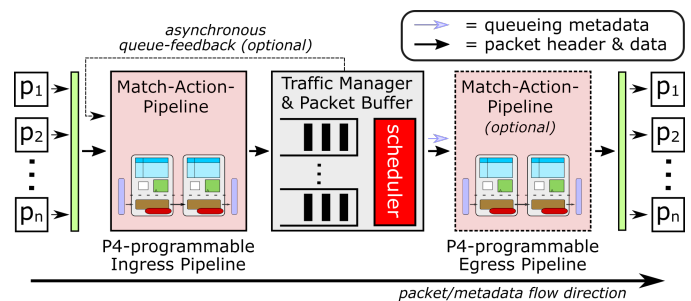 asynchronous
queue-feedback (optional)
= queueing metadata
= packet header & data
p1
p2
pn
Match-Action-
Pipeline
Traffic Manager
& Packet Buffer
scheduler
Match-Action-
Pipeline
(optional)
p1
p2
pn
P4-programmable
Ingress Pipeline
P4-programmable
Egress Pipeline
packet/metadata flow direction